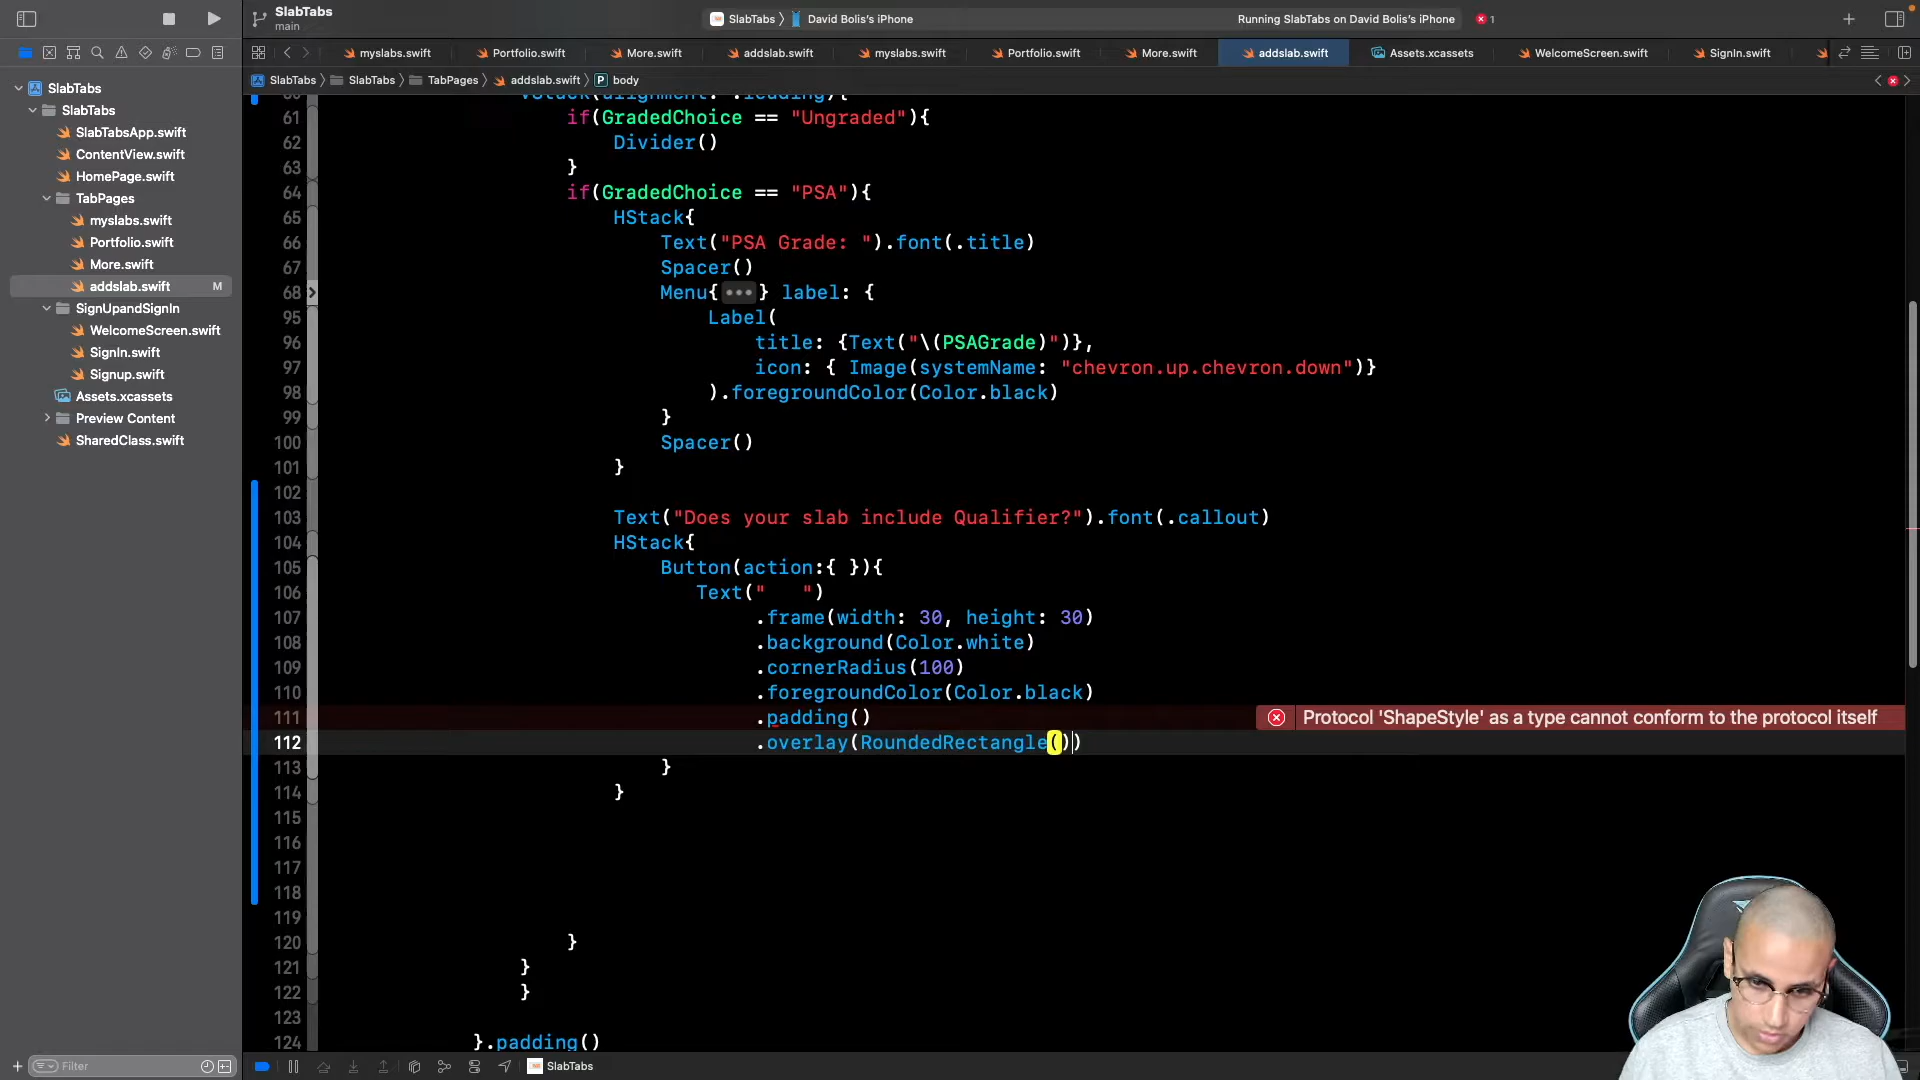 SlabTabs
main
SlabTabs
David Bolis's iPhone
Running SlabTabs on David Bolis's iPhone
1
myslabs.swift
Portfolio.swift
More.swift
addslab.swift
myslabs.swift
Portfolio.swift
More.swift
addslab.swift
Assets.xcassets
WelcomeScreen.swift
SignIn.swift
SlabTabs
SlabTabs
TabPages
addslab.swift
P body
SlabTabs
SlabTabs
SlabTabsApp.swift
ContentView.swift
HomePage.swift
TabPages
myslabs.swift
Portfolio.swift
More.swift
addslab.swift M
SignUpandSignIn
WelcomeScreen.swift
SignIn.swift
Signup.swift
Assets.xcassets
Preview Content
SharedClass.swift
60 VStack(alignment: .leading){
61 if(GradedChoice == "Ungraded"){
62 Divider()
63 }
64 if(GradedChoice == "PSA"){
65 HStack{
66 Text("PSA Grade: ").font(.title)
67 Spacer()
68 Menu{•••} label: {
95 Label(
96 title: {Text("\(PSAGrade)")},
97 icon: { Image(systemName: "chevron.up.chevron.down")}
98 ).foregroundColor(Color.black)
99 }
100 Spacer()
101 }
102
103 Text("Does your slab include Qualifier?").font(.callout)
104 HStack{
105 Button(action:{ }){
106 Text("   ")
107 .frame(width: 30, height: 30)
108 .background(Color.white)
109 .cornerRadius(100)
110 .foregroundColor(Color.black)
111 .padding() Protocol 'ShapeStyle' as a type cannot conform to the protocol itself
112 .overlay(RoundedRectangle())
113 }
114 }
115
116
117
118
119
120 }
121 }
122 }
123
124 }.padding()
Filter
SlabTabs